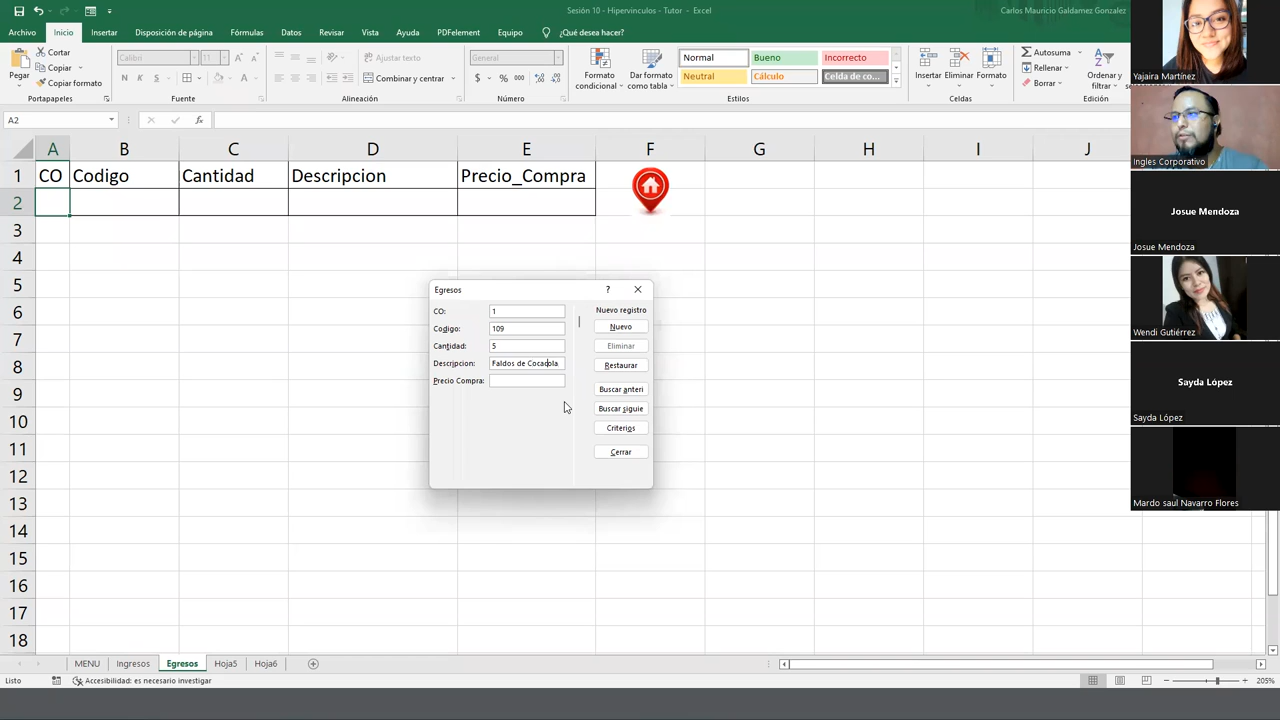 Sesión 10 - Hipervinculos - Tutor - Excel
Carlos Mauricio Galdamez Gonzalez
Archivo Inicio Insertar Disposición de página Fórmulas Datos Revisar Vista Ayuda PDFelement Equipo ¿Qué desea hacer?
Pegar
Cortar
Copiar
Copiar formato
Portapapeles
Calibri 11
N K S
Fuente
Ajustar texto
Combinar y centrar
Alineación
General
$ % 000
Número
Formato condicional
Dar formato como tabla
Normal Bueno Incorrecto
Neutral Cálculo Celda de co...
Estilos
Insertar Eliminar Formato
Celdas
Autosuma
Rellenar
Borrar
Ordenar y filtrar
Edición
A2
fx
A B C D E F G H I J
1 CO Codigo Cantidad Descripcion Precio_Compra
2
3
4
5
6
7
8
9
10
11
12
13
14
15
16
17
18
Egresos ?
CO: 1
Codigo: 109
Cantidad: 5
Descripcion: Faldos de Cocacola
Precio Compra:
Nuevo registro
Nuevo
Eliminar
Restaurar
Buscar anteri
Buscar siguie
Criterios
Cerrar
Yajaira Martínez
Ingles Corporativo
Josue Mendoza
Josue Mendoza
Wendi Gutiérrez
Sayda López
Sayda López
Mardo saul Navarro Flores
MENU Ingresos Egresos Hoja5 Hoja6
Listo
Accesibilidad: es necesario investigar
205%